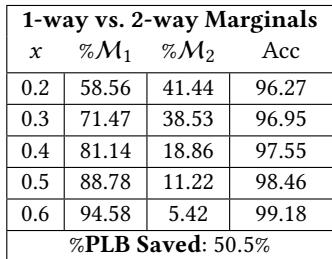 1-way vs. 2-way Marginals
x %M₁ %M₂ Acc
0.2 58.56 41.44 96.27
0.3 71.47 38.53 96.95
0.4 81.14 18.86 97.55
0.5 88.78 11.22 98.46
0.6 94.58 5.42 99.18
%PLB Saved: 50.5%